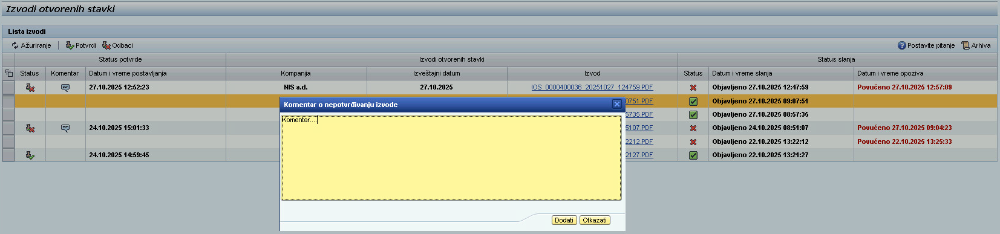 Izvodi otvorenih stavki
Lista izvodi
Ažuriranje Potvrdi Odbaci Postavite pitanje Arhiva
Status potvrde Izvodi otvorenih stavki Status slanja
Status Komentar Datum i vreme postavljanja Kompanija Izveštajni datum Izvod Status Datum i vreme slanja Datum i vreme opoziva
27.10.2025 12:52:23 NIS a.d. 27.10.2025 IOS_0000400036_20251027_124759.PDF Objavljeno 27.10.2025 12:47:59 Povučeno 27.10.2025 12:57:09
0751.PDF Objavljeno 27.10.2025 09:07:51
5735.PDF Objavljeno 27.10.2025 08:57:35
24.10.2025 15:01:33 5107.PDF Objavljeno 24.10.2025 08:51:07 Povučeno 27.10.2025 09:04:23
2212.PDF Objavljeno 22.10.2025 13:22:12 Povučeno 22.10.2025 13:25:33
24.10.2025 14:59:45 2127.PDF Objavljeno 22.10.2025 13:21:27
Komentar o nepotvrđivanju izvode
Komentar....
Dodati Otkazati